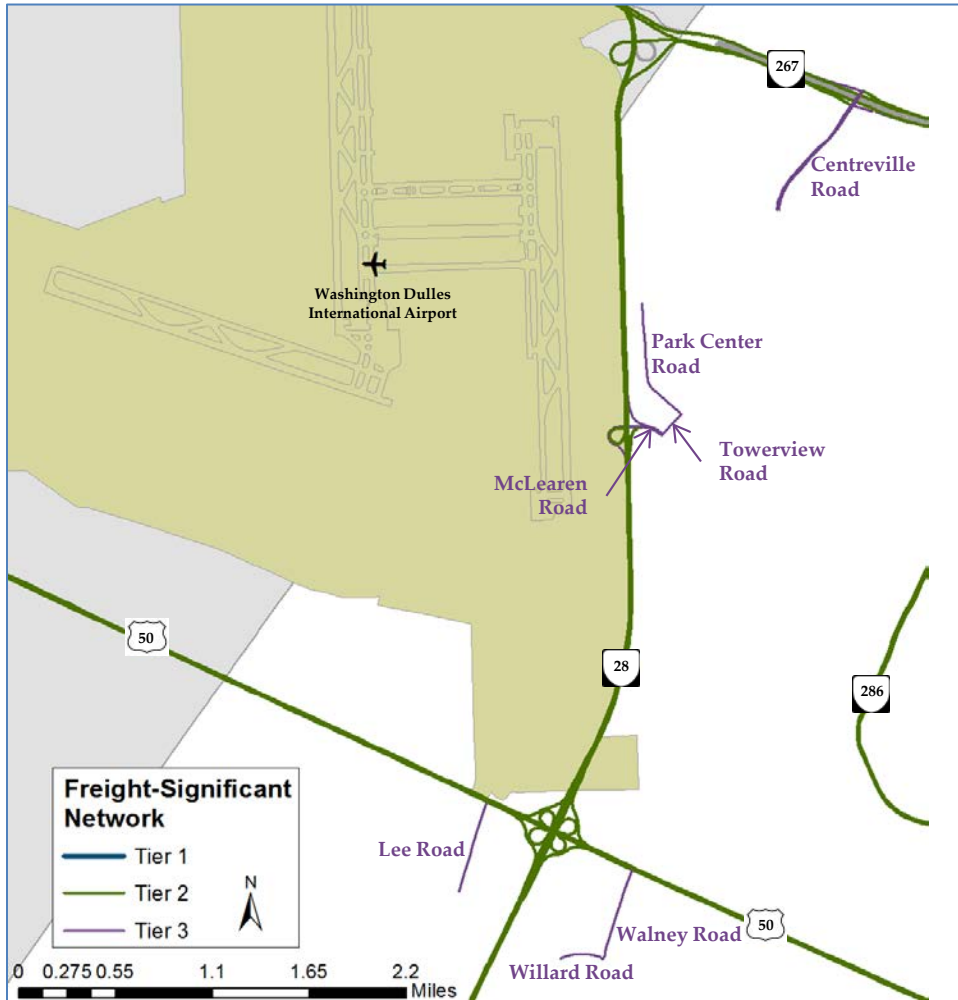 267
Centreville
Road
Washington Dulles
International Airport
Park Center
Road
Towerview
Road
McLearen
Road
50
28
286
Freight-Significant
Network
Tier 1
Tier 2
Tier 3
N
Lee Road
Walney Road
50
Willard Road
0 0.275 0.55 1.1 1.65 2.2
Miles